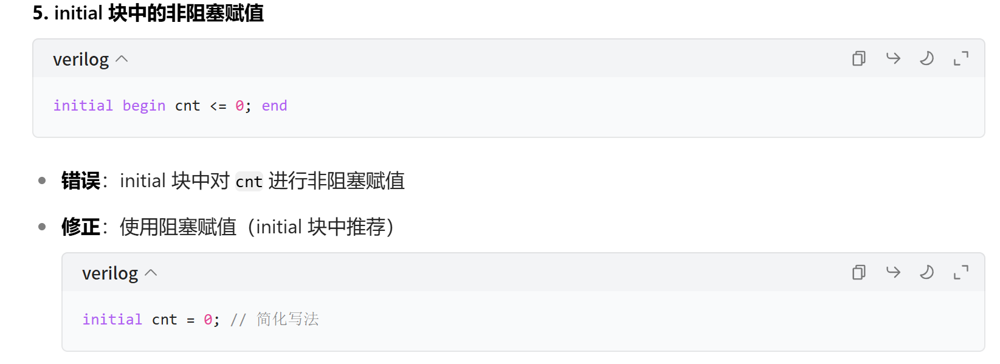 5. initial 块中的非阻塞赋值
verilog
initial begin cnt <= 0; end
错误：initial 块中对 cnt 进行非阻塞赋值
修正：使用阻塞赋值（initial 块中推荐）
verilog
initial cnt = 0; // 简化写法